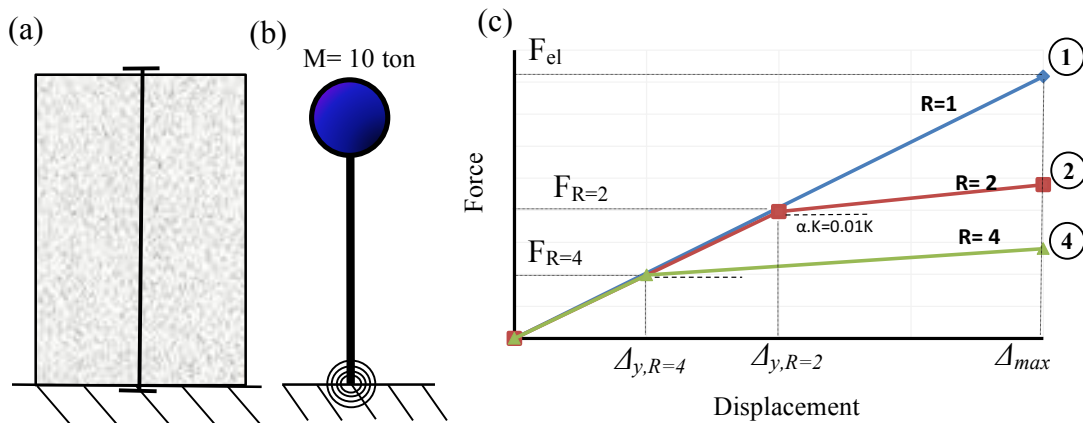 (a)
(b)
M= 10 ton
(c)
Force
F_el
F_R=2
F_R=4
R=1
R= 2
R= 4
α.K=0.01K
1
2
4
Δ_y,R=4
Δ_y,R=2
Δ_max
Displacement